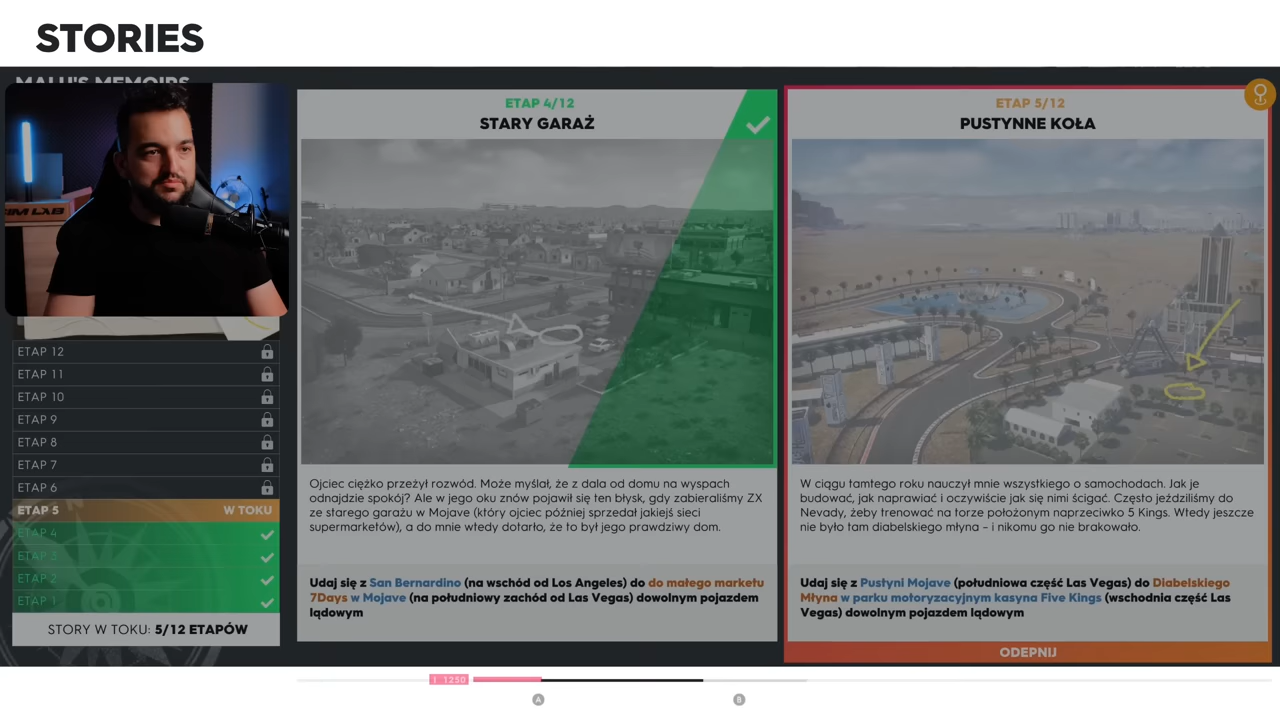 STORIES
MALU'S MEMOIRS
ETAP 12
ETAP 11
ETAP 10
ETAP 9
ETAP 8
ETAP 7
ETAP 6
ETAP 5 W TOKU
ETAP 4
ETAP 3
ETAP 2
ETAP 1
STORY W TOKU: 5/12 ETAPÓW
ETAP 4/12
STARY GARAŻ
Ojciec ciężko przeżył rozwód. Może myślał, że z dala od domu na wyspach
odnajdzie spokój? Ale w jego oku znów pojawił się ten błysk, gdy zabieraliśmy ZX
ze starego garażu w Mojave (który ojciec później sprzedał jakiejś sieci
supermarketów), a do mnie wtedy dotarło, że to był jego prawdziwy dom.
Udaj się z San Bernardino (na wschód od Los Angeles) do do małego marketu
7Days w Mojave (na południowy zachód od Las Vegas) dowolnym pojazdem
lądowym
ETAP 5/12
PUSTYNNE KOŁA
W ciągu tamtego roku nauczył mnie wszystkiego o samochodach. Jak je
budować, jak naprawiać i oczywiście jak się nimi ścigać. Często jeździliśmy do
Nevady, żeby trenować na torze położonym naprzeciwko 5 Kings. Wtedy jeszcze
nie było tam diabelskiego młyna – i nikomu go nie brakowało.
Udaj się z Pustyni Mojave (południowa część Las Vegas) do Diabelskiego
Młyna w parku motoryzacyjnym kasyna Five Kings (wschodnia część Las
Vegas) dowolnym pojazdem lądowym
ODEPNIJ
1250
A
B